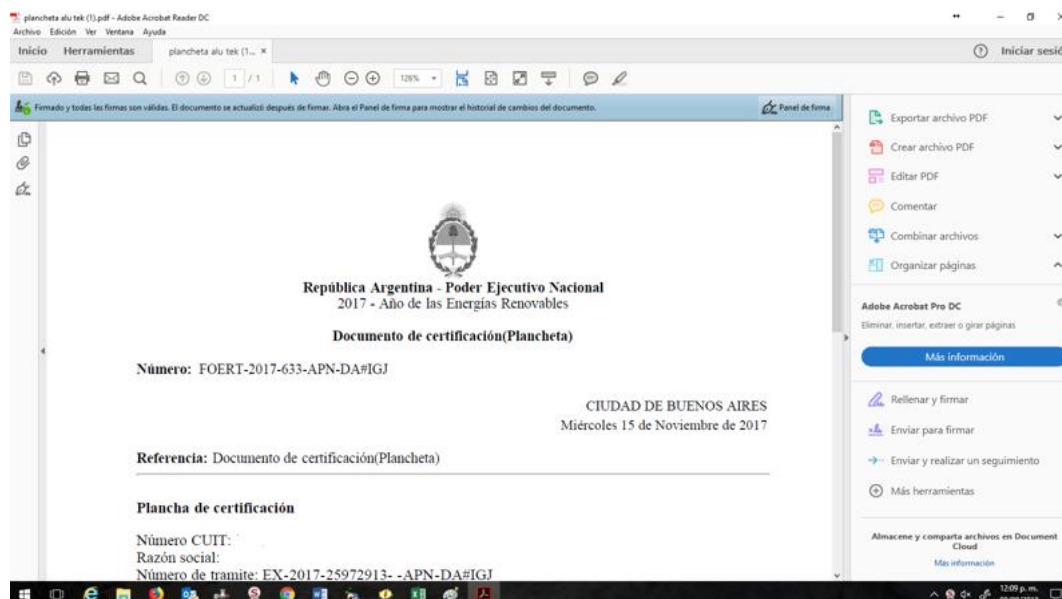 plancheta alu tek (1).pdf - Adobe Acrobat Reader DC
Archivo Edición Ver Ventana Ayuda
Inicio Herramientas plancheta alu tek (1... × Iniciar sesió
1 / 1 126%
Firmado y todas las firmas son válidas. El documento se actualizó después de firmar. Abra el Panel de firma para mostrar el historial de cambios del documento. Panel de firma
República Argentina - Poder Ejecutivo Nacional
2017 - Año de las Energías Renovables
Documento de certificación(Plancheta)
Número: FOERT-2017-633-APN-DA#IGJ
CIUDAD DE BUENOS AIRES
Miércoles 15 de Noviembre de 2017
Referencia: Documento de certificación(Plancheta)
Plancha de certificación
Número CUIT:
Razón social:
Número de tramite: EX-2017-25972913- -APN-DA#IGJ
Exportar archivo PDF
Crear archivo PDF
Editar PDF
Comentar
Combinar archivos
Organizar páginas
Adobe Acrobat Pro DC
Eliminar, insertar, extraer o girar páginas
Más información
Rellenar y firmar
Enviar para firmar
Enviar y realizar un seguimiento
Más herramientas
Almacene y comparta archivos en Document
Cloud
Más información
12:09 p. m.